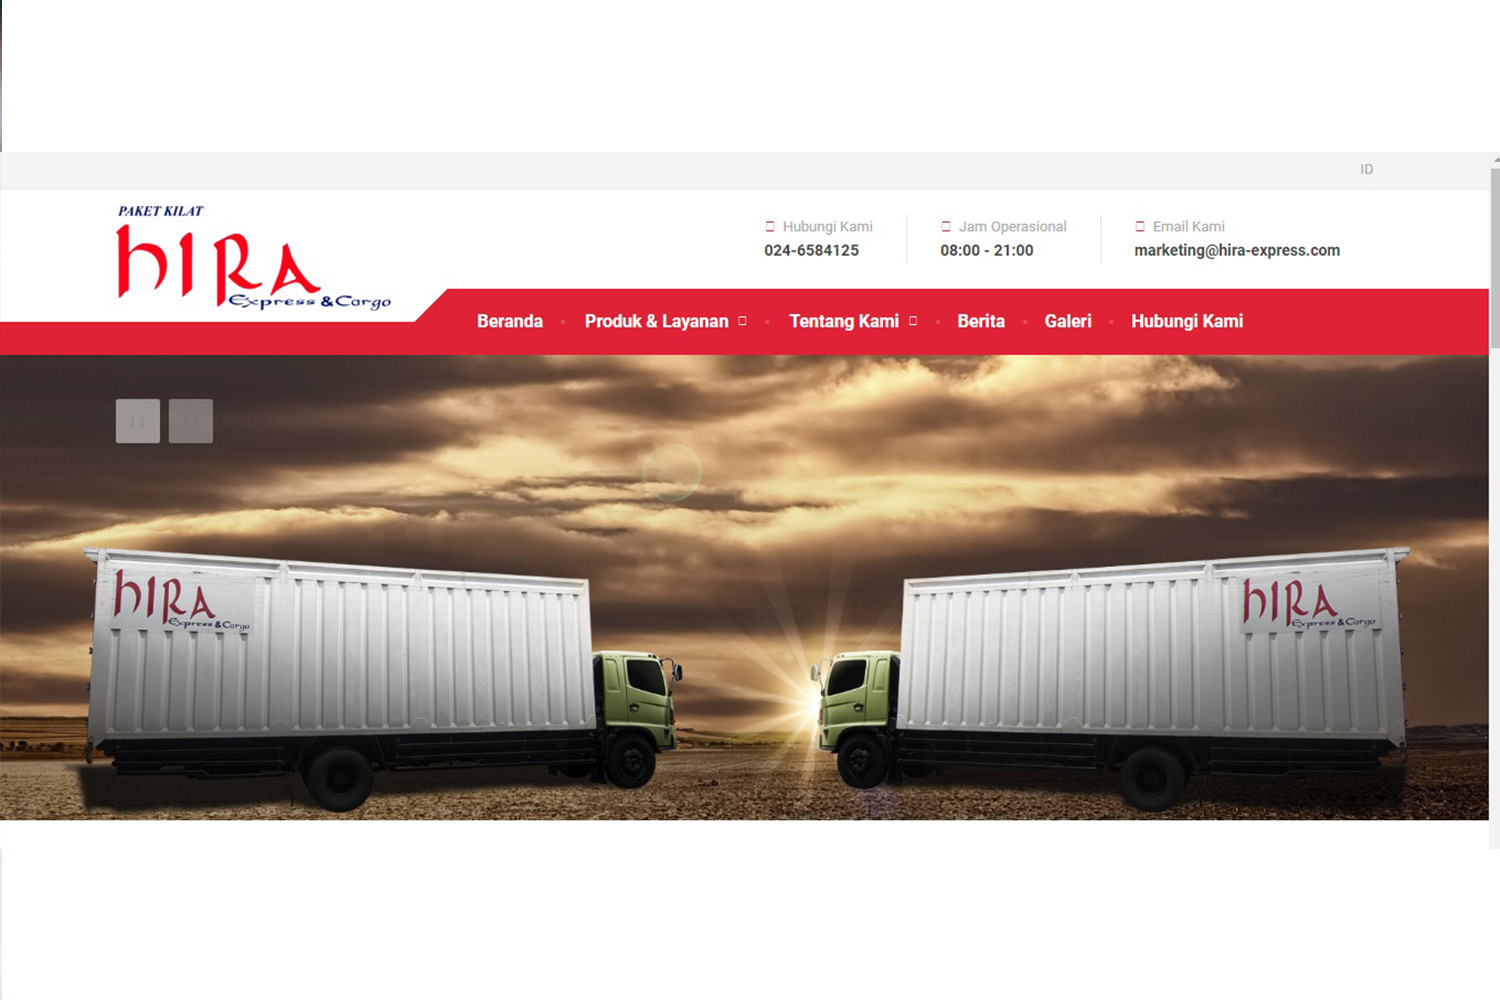 ID
PAKET KILAT
hIRA
Express & Cargo
Hubungi Kami
024-6584125
Jam Operasional
08:00 - 21:00
Email Kami
marketing@hira-express.com
Beranda
Produk & Layanan
Tentang Kami
Berita
Galeri
Hubungi Kami
hIRA
Express & Cargo
hIRA
Express & Cargo